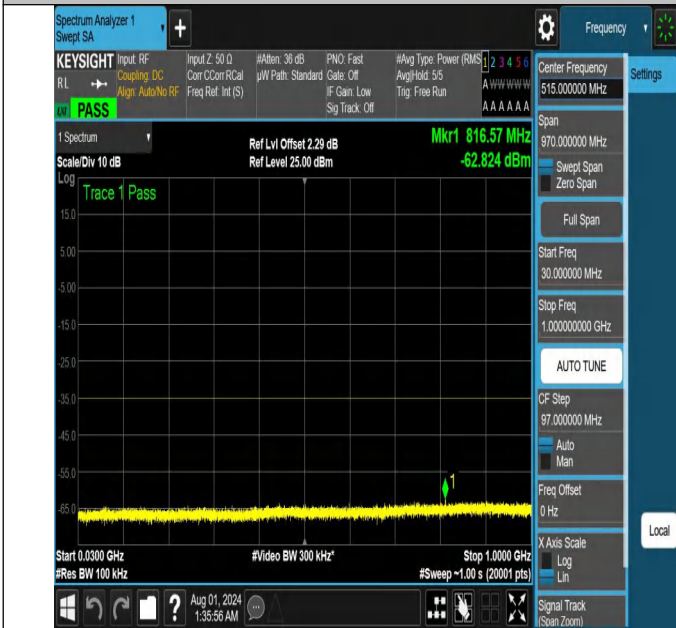 Spectrum Analyzer 1
Swept SA
Frequency
KEYSIGHT
RL
PASS
Input: RF
Coupling: DC
Align: Auto/No RF
Input Z: 50 Ω
Corr CCorr RCal
Freq Ref: Int (S)
#Atten: 36 dB
µW Path: Standard
PNO: Fast
Gate: Off
IF Gain: Low
Sig Track: Off
#Avg Type: Power (RMS
Avg|Hold: 5/5
Trig: Free Run
1 2 3 4 5 6
A W W W W W
A A A A A A
1 Spectrum
Scale/Div 10 dB
Ref Lvl Offset 2.29 dB
Ref Level 25.00 dBm
Mkr1 816.57 MHz
-62.824 dBm
Log
Trace 1 Pass
15.0
5.00
-5.00
-15.0
-25.0
-35.0
-45.0
-55.0
-65.0
1
Start 0.0300 GHz
#Res BW 100 kHz
#Video BW 300 kHz*
Stop 1.0000 GHz
#Sweep ~1.00 s (20001 pts)
Aug 01, 2024
1:35:56 AM
Center Frequency
515.000000 MHz
Span
970.000000 MHz
Swept Span
Zero Span
Full Span
Start Freq
30.000000 MHz
Stop Freq
1.000000000 GHz
AUTO TUNE
CF Step
97.000000 MHz
Auto
Man
Freq Offset
0 Hz
X Axis Scale
Log
Lin
Signal Track
(Span Zoom)
Settings
Local